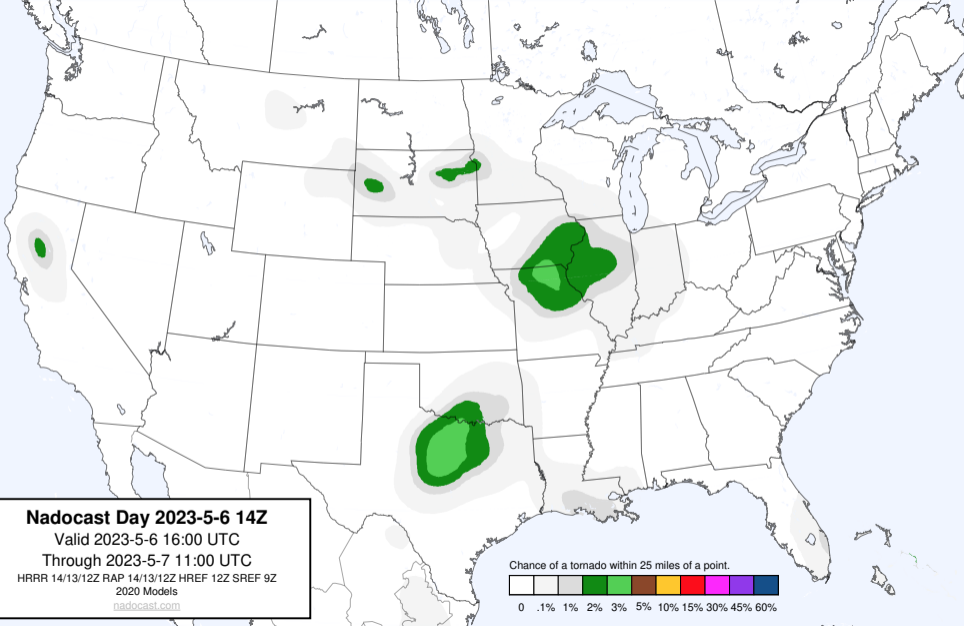 Nadocast Day 2023-5-6 14Z
Valid 2023-5-6 16:00 UTC
Through 2023-5-7 11:00 UTC
HRRR 14/13/12Z RAP 14/13/12Z HREF 12Z SREF 9Z
2020 Models
nadocast.com
Chance of a tornado within 25 miles of a point.
0 .1% 1% 2% 3% 5% 10% 15% 30% 45% 60%